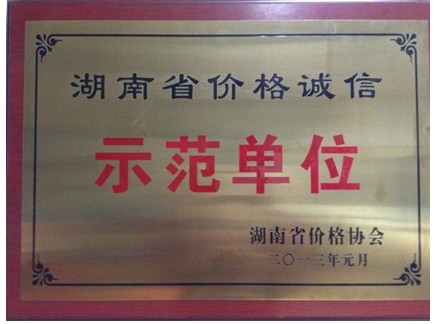 湖南省价格诚信
示范单位
湖南省价格协会
二〇一三年元月